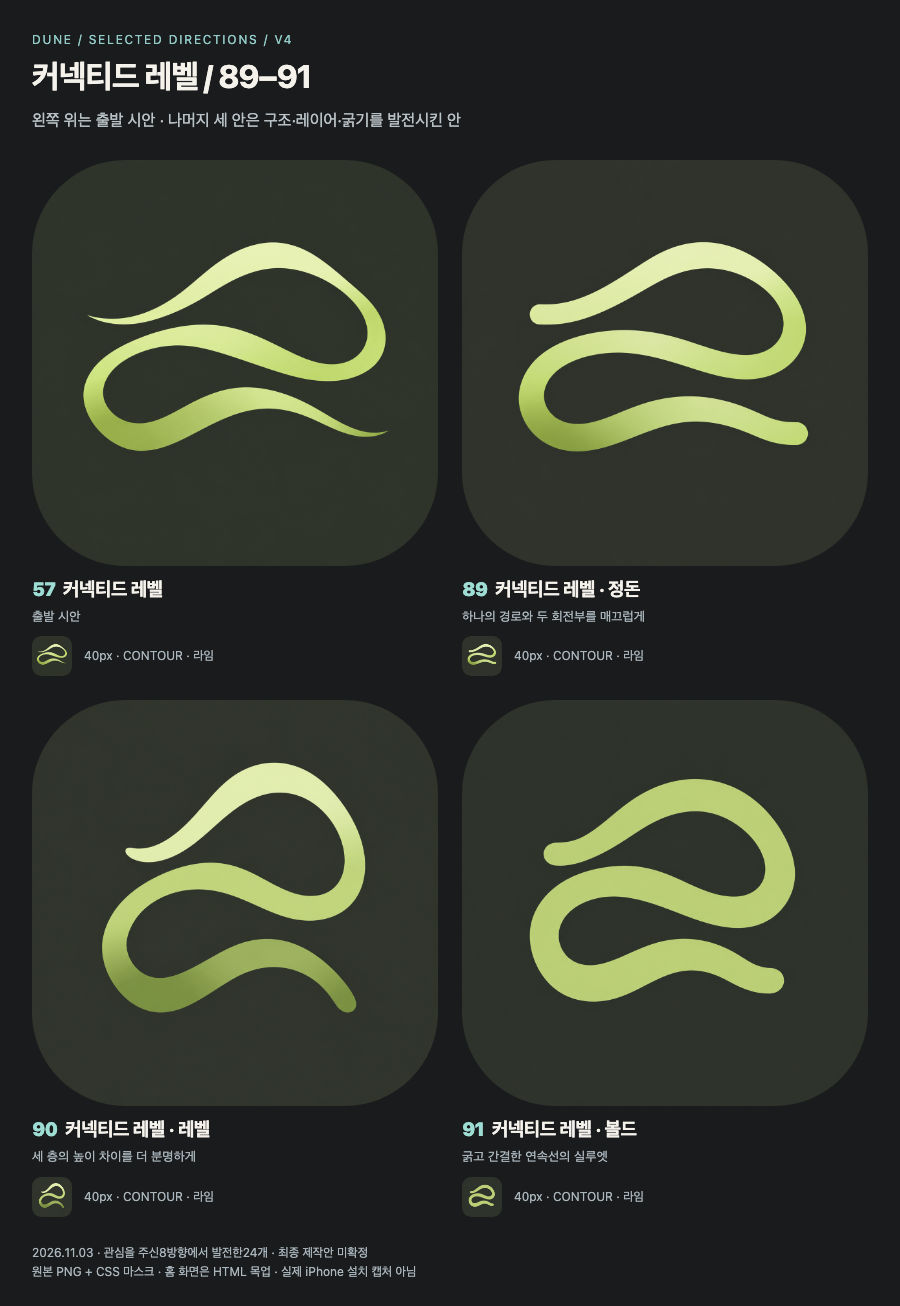 DUNE / SELECTED DIRECTIONS / V4
커넥티드 레벨 / 89–91
왼쪽 위는 출발 시안 · 나머지 세 안은 구조·레이어·굵기를 발전시킨 안
57 커넥티드 레벨
출발 시안
40px · CONTOUR · 라임
89 커넥티드 레벨 · 정돈
하나의 경로와 두 회전부를 매끄럽게
40px · CONTOUR · 라임
90 커넥티드 레벨 · 레벨
세 층의 높이 차이를 더 분명하게
40px · CONTOUR · 라임
91 커넥티드 레벨 · 볼드
굵고 간결한 연속선의 실루엣
40px · CONTOUR · 라임
2026.11.03 · 관심을 주신8방향에서 발전한24개 · 최종 제작안 미확정
원본 PNG + CSS 마스크 · 홈 화면은 HTML 목업 · 실제 iPhone 설치 캡처 아님